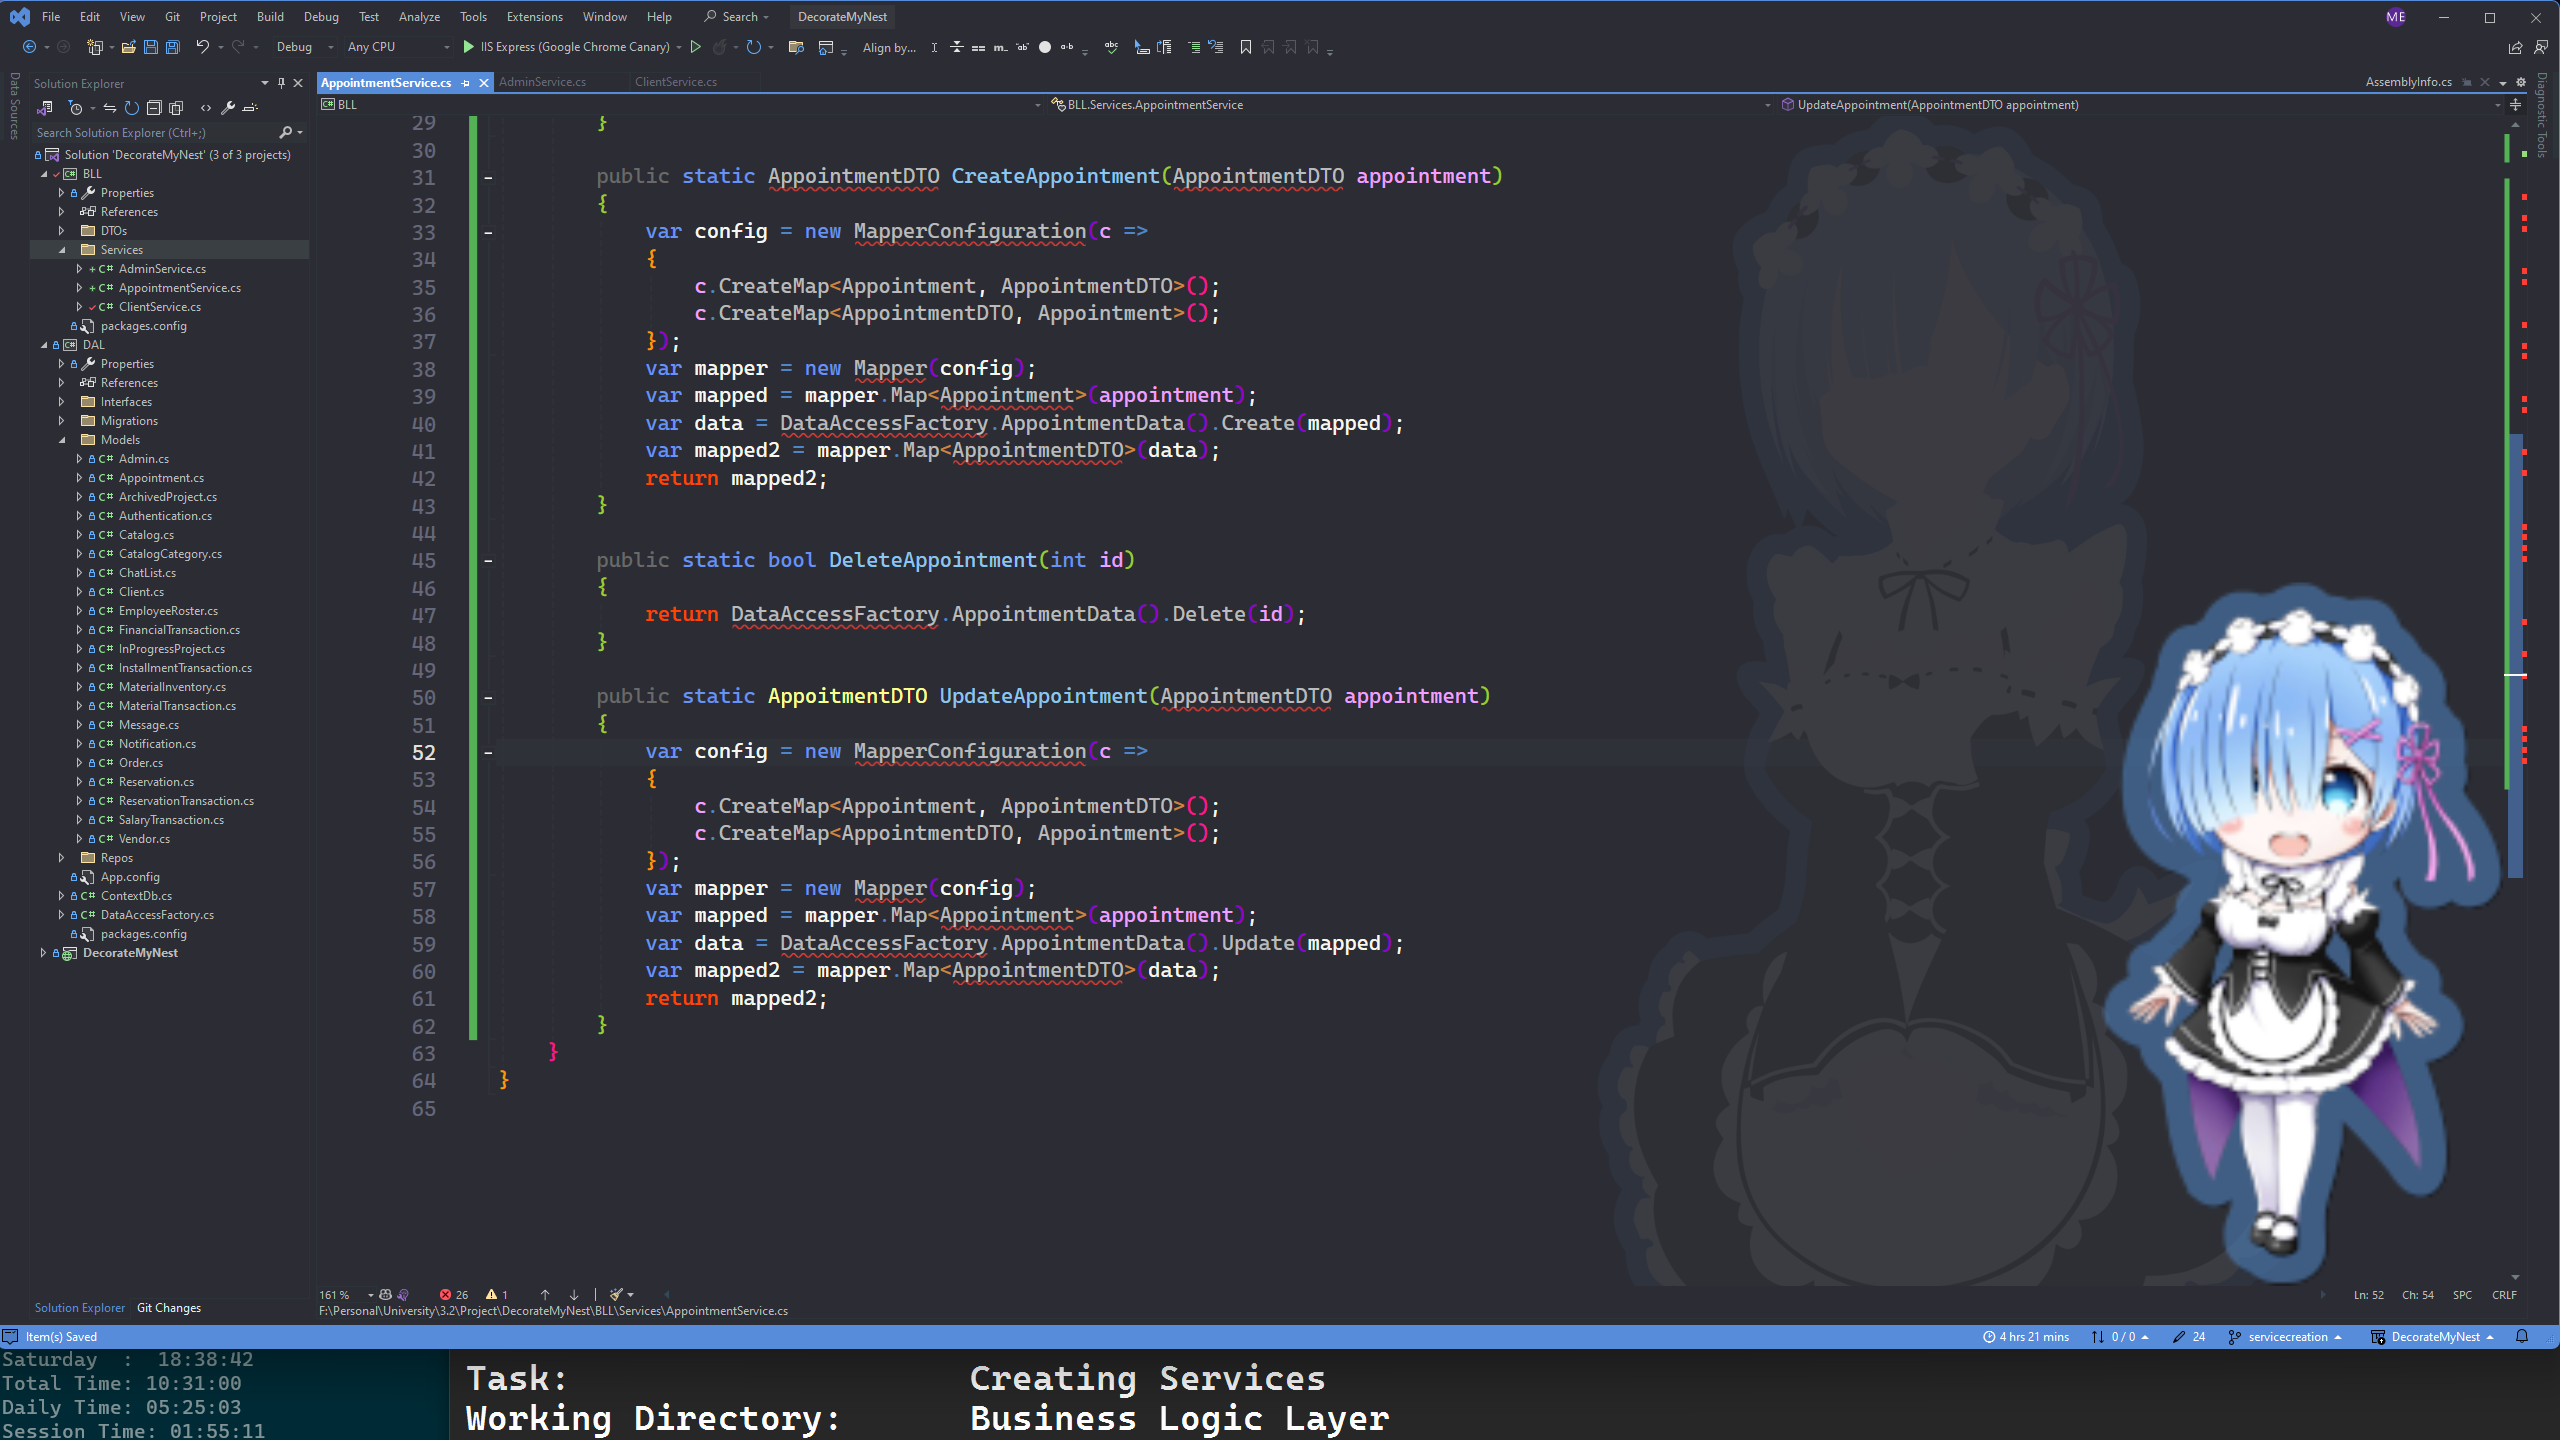 File Edit View Git Project Build Debug Test Analyze Tools Extensions Window Help Search DecorateMyNest ME
Debug Any CPU IIS Express (Google Chrome Canary) Align by...
Data Sources
Solution Explorer
Search Solution Explorer (Ctrl+;)
Solution 'DecorateMyNest' (3 of 3 projects)
BLL
Properties
References
DTOs
Services
AdminService.cs
AppointmentService.cs
ClientService.cs
packages.config
DAL
Properties
References
Interfaces
Migrations
Models
Admin.cs
Appointment.cs
ArchivedProject.cs
Authentication.cs
Catalog.cs
CatalogCategory.cs
ChatList.cs
Client.cs
EmployeeRoster.cs
FinancialTransaction.cs
InProgressProject.cs
InstallmentTransaction.cs
MaterialInventory.cs
MaterialTransaction.cs
Message.cs
Notification.cs
Order.cs
Reservation.cs
ReservationTransaction.cs
SalaryTransaction.cs
Vendor.cs
Repos
App.config
ContextDb.cs
DataAccessFactory.cs
packages.config
DecorateMyNest
Solution Explorer Git Changes
AppointmentService.cs AdminService.cs ClientService.cs AssemblyInfo.cs
BLL BLL.Services.AppointmentService UpdateAppointment(AppointmentDTO appointment)
Diagnostic Tools
29 }
30
31 public static AppointmentDTO CreateAppointment(AppointmentDTO appointment)
32 {
33 var config = new MapperConfiguration(c =>
34 {
35 c.CreateMap<Appointment, AppointmentDTO>();
36 c.CreateMap<AppointmentDTO, Appointment>();
37 });
38 var mapper = new Mapper(config);
39 var mapped = mapper.Map<Appointment>(appointment);
40 var data = DataAccessFactory.AppointmentData().Create(mapped);
41 var mapped2 = mapper.Map<AppointmentDTO>(data);
42 return mapped2;
43 }
44
45 public static bool DeleteAppointment(int id)
46 {
47 return DataAccessFactory.AppointmentData().Delete(id);
48 }
49
50 public static AppoitmentDTO UpdateAppointment(AppointmentDTO appointment)
51 {
52 var config = new MapperConfiguration(c =>
53 {
54 c.CreateMap<Appointment, AppointmentDTO>();
55 c.CreateMap<AppointmentDTO, Appointment>();
56 });
57 var mapper = new Mapper(config);
58 var mapped = mapper.Map<Appointment>(appointment);
59 var data = DataAccessFactory.AppointmentData().Update(mapped);
60 var mapped2 = mapper.Map<AppointmentDTO>(data);
61 return mapped2;
62 }
63 }
64 }
65
161 % 26 1 Ln: 52 Ch: 54 SPC CRLF
F:\Personal\University\3.2\Project\DecorateMyNest\BLL\Services\AppointmentService.cs
Item(s) Saved 4 hrs 21 mins 0 / 0 24 servicecreation DecorateMyNest
Saturday : 18:38:42
Total Time: 10:31:00
Daily Time: 05:25:03
Session Time: 01:55:11
Task: Creating Services
Working Directory: Business Logic Layer